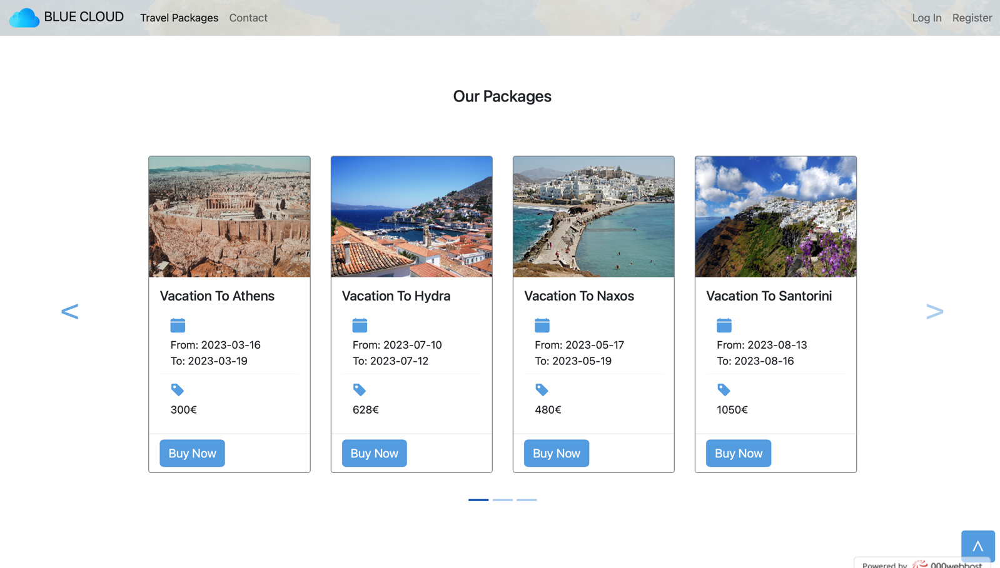 BLUE CLOUD Travel Packages Contact Log In Register
Our Packages
Vacation To Athens
From: 2023-03-16
To: 2023-03-19
300€
Buy Now
Vacation To Hydra
From: 2023-07-10
To: 2023-07-12
628€
Buy Now
Vacation To Naxos
From: 2023-05-17
To: 2023-05-19
480€
Buy Now
Vacation To Santorini
From: 2023-08-13
To: 2023-08-16
1050€
Buy Now
< >
Powered by 000webhost